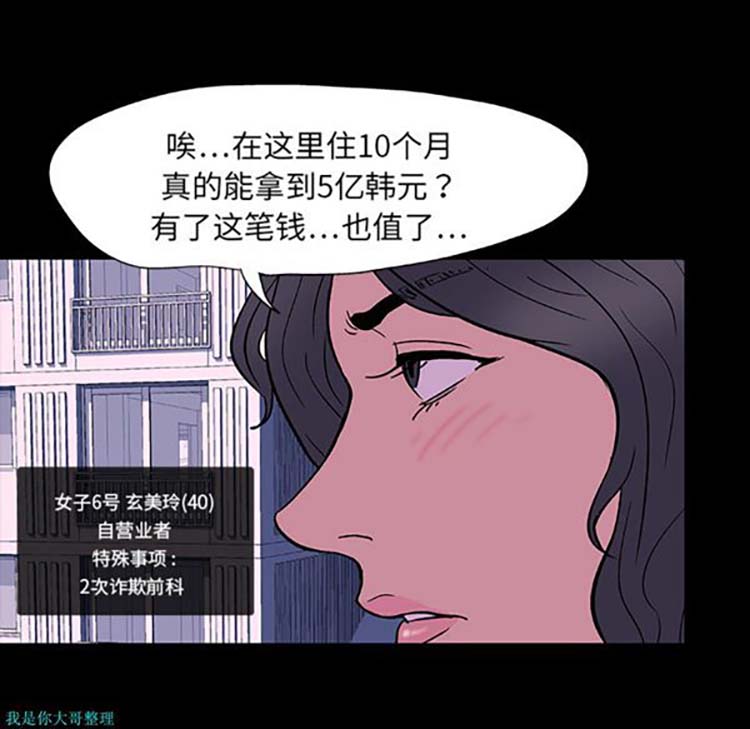 唉...在这里住10个月
真的能拿到5亿韩元？
有了这笔钱...也值了...
女子6号 玄美玲(40)
自营业者
特殊事项：
2次诈欺前科
我是你大哥整理